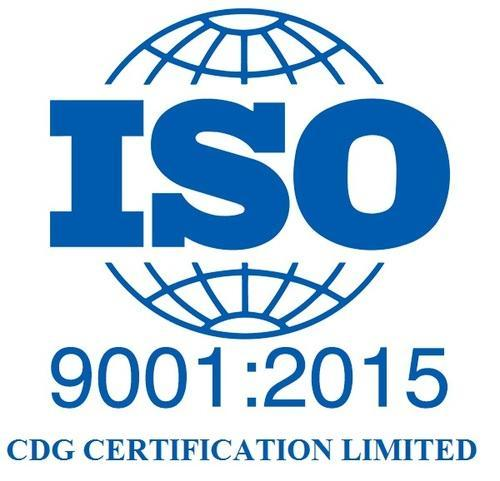 ISO
9001:2015
CDG CERTIFICATION LIMITED